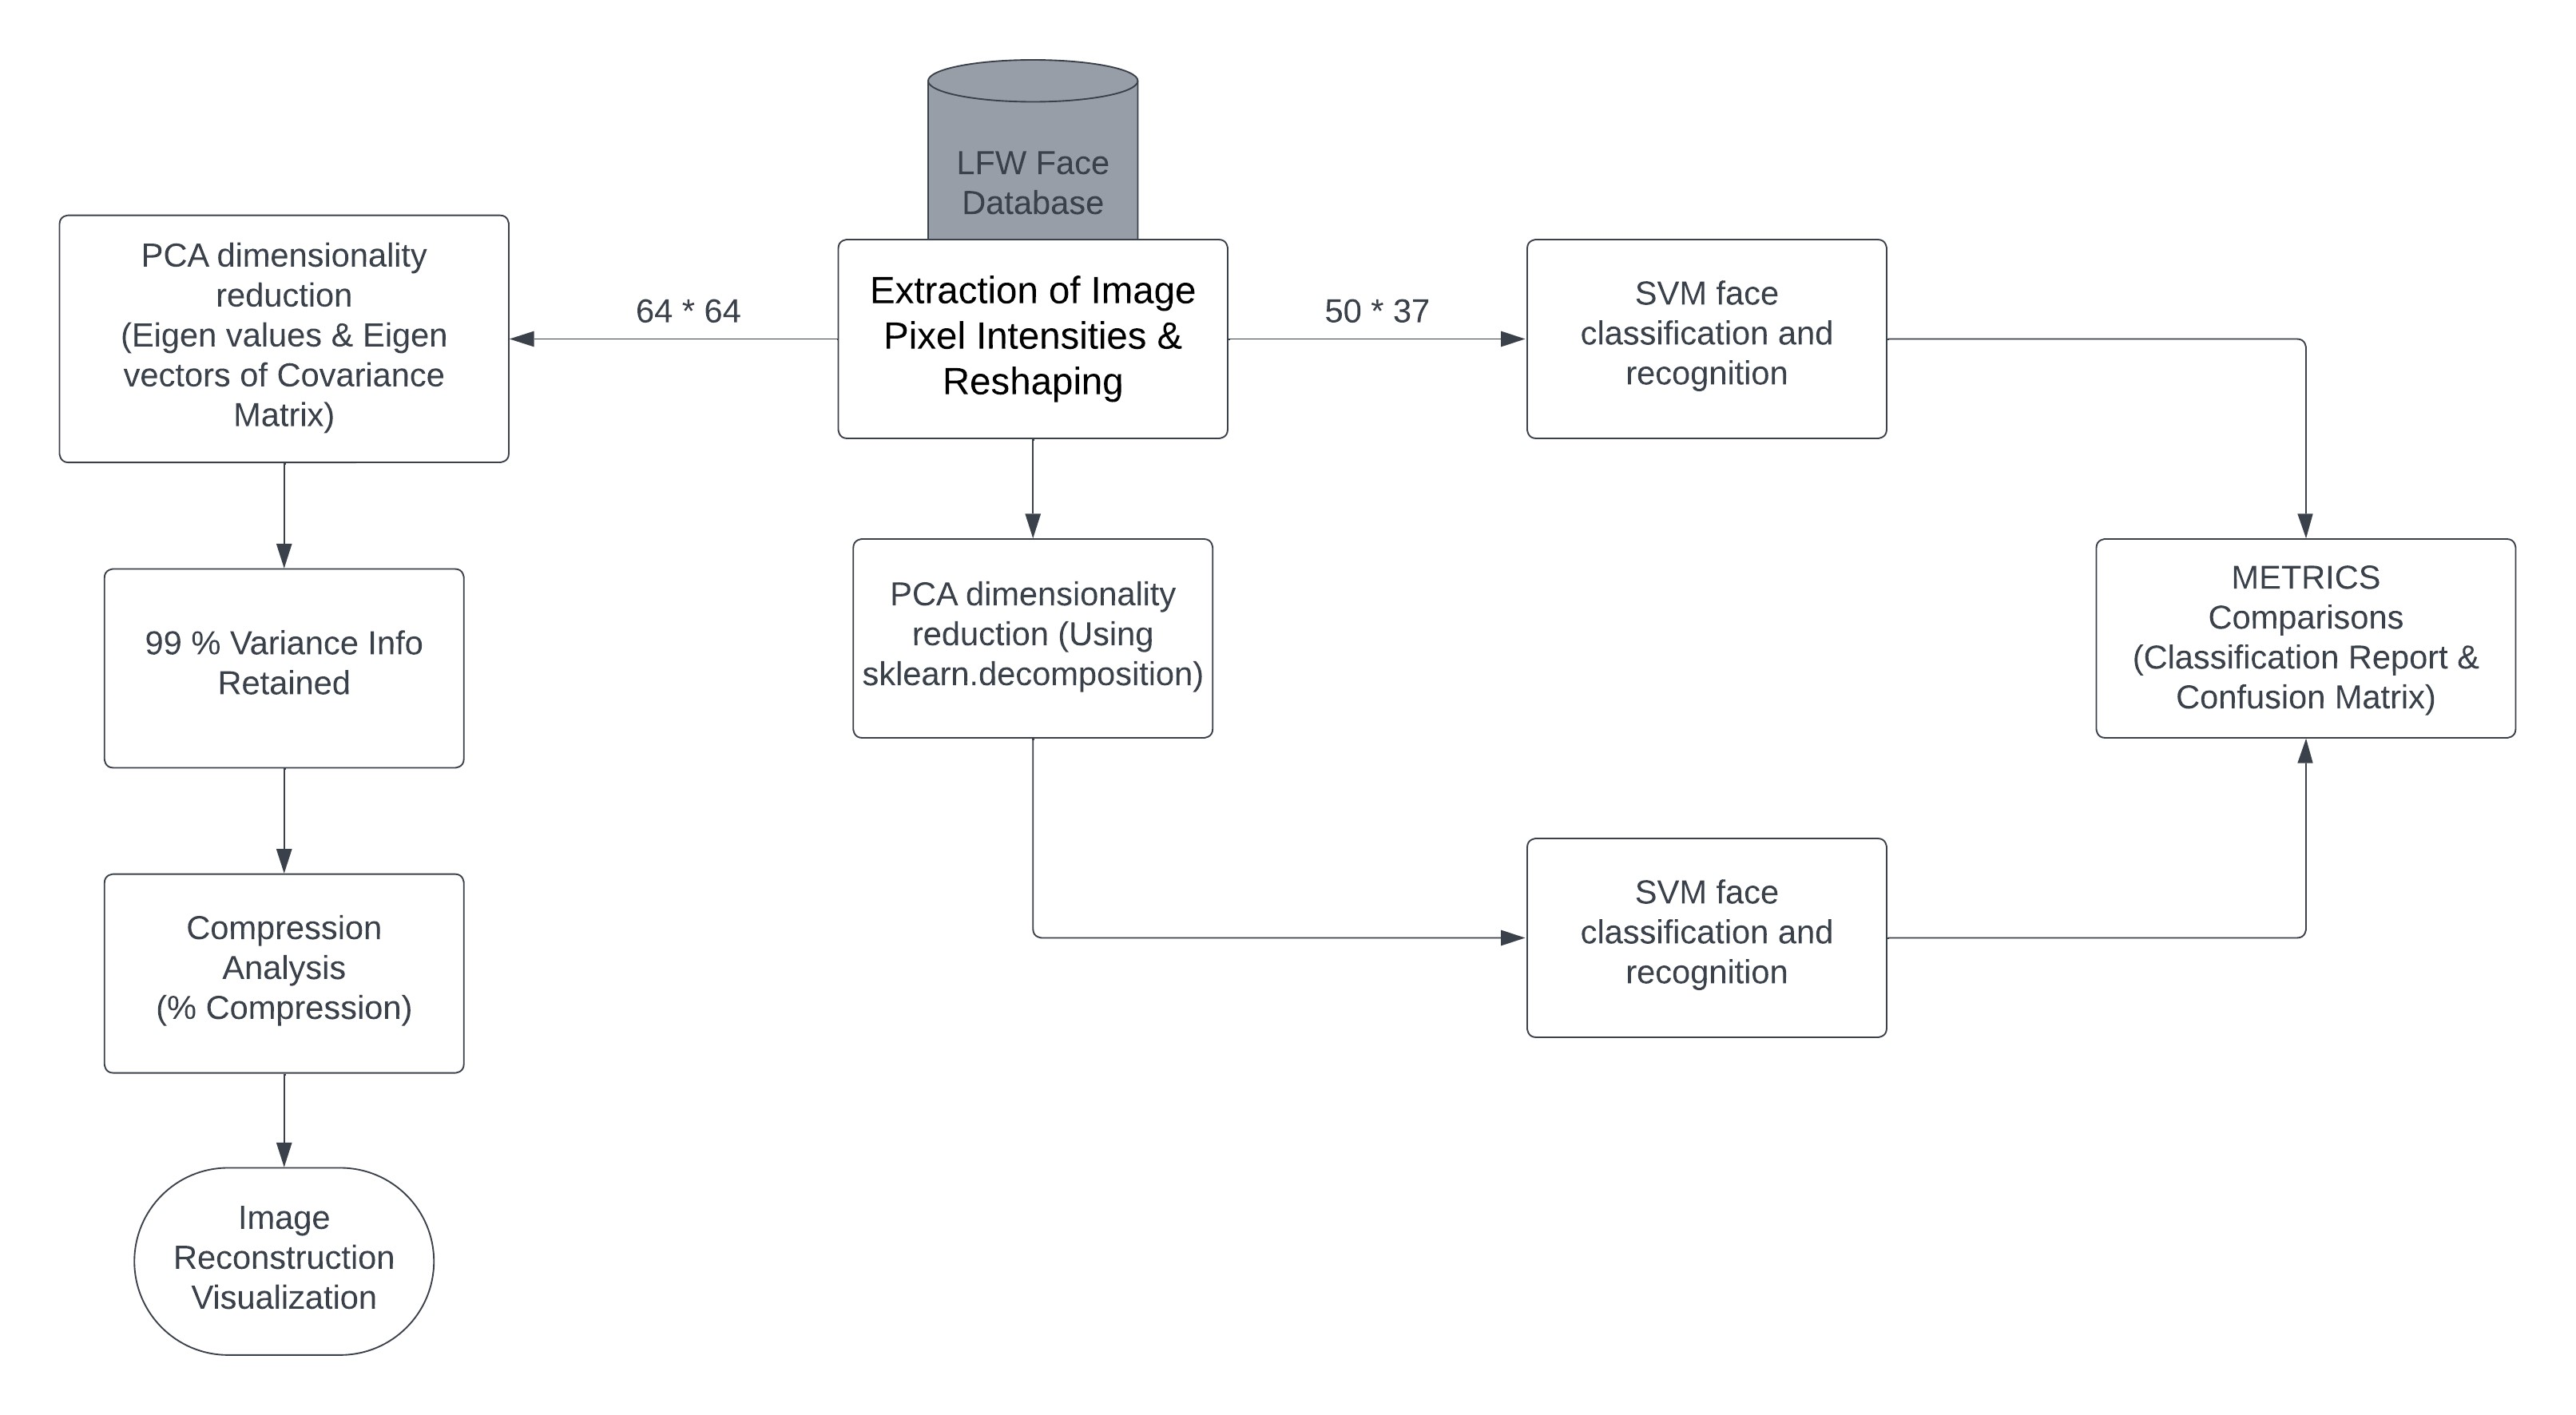 LFW Face
Database
PCA dimensionality
reduction
(Eigen values & Eigen
vectors of Covariance
Matrix)
64 * 64
Extraction of Image
Pixel Intensities &
Reshaping
50 * 37
SVM face
classification and
recognition
99 % Variance Info
Retained
PCA dimensionality
reduction (Using
sklearn.decomposition)
METRICS
Comparisons
(Classification Report &
Confusion Matrix)
Compression
Analysis
(% Compression)
SVM face
classification and
recognition
Image
Reconstruction
Visualization